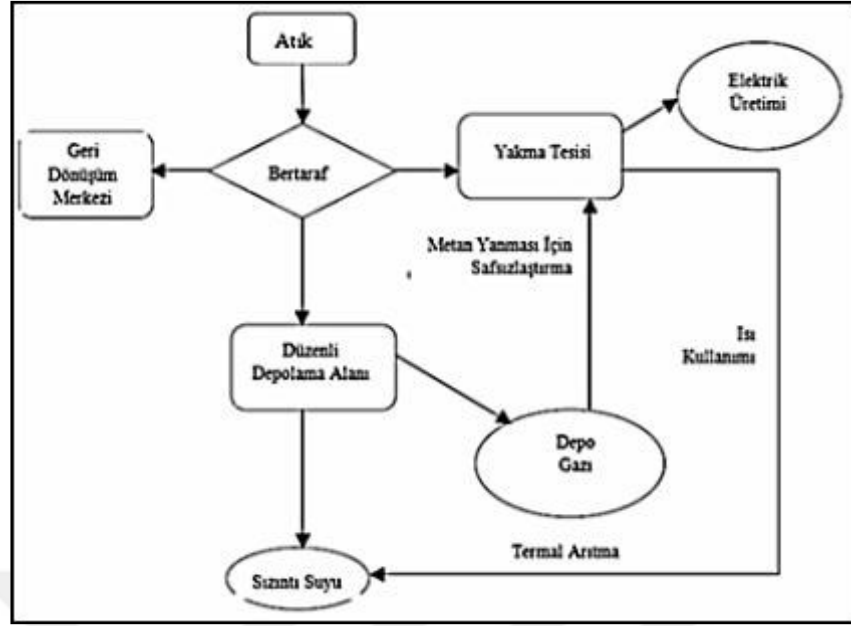 Atık
Elektrik
Üretimi
Geri
Dönüşüm
Merkezi
Bertaraf
Yakma Tesisi
Metan Yanması İçin
Safsızlaştırma
Isı
Kullanımı
Düzenli
Depolama Alanı
Depo
Gazı
Termal Arıtma
Sızıntı Suyu